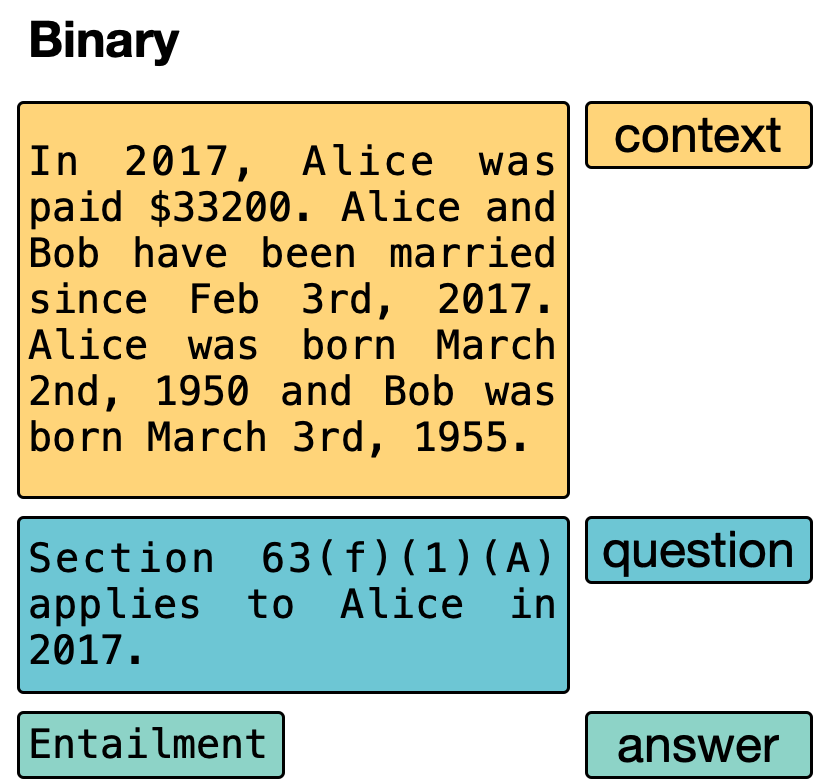 Binary
In 2017, Alice was
paid $33200. Alice and
Bob have been married
since Feb 3rd, 2017.
Alice was born March
2nd, 1950 and Bob was
born March 3rd, 1955.
context
Section 63(f)(1)(A)
applies to Alice in
2017.
question
Entailment
answer